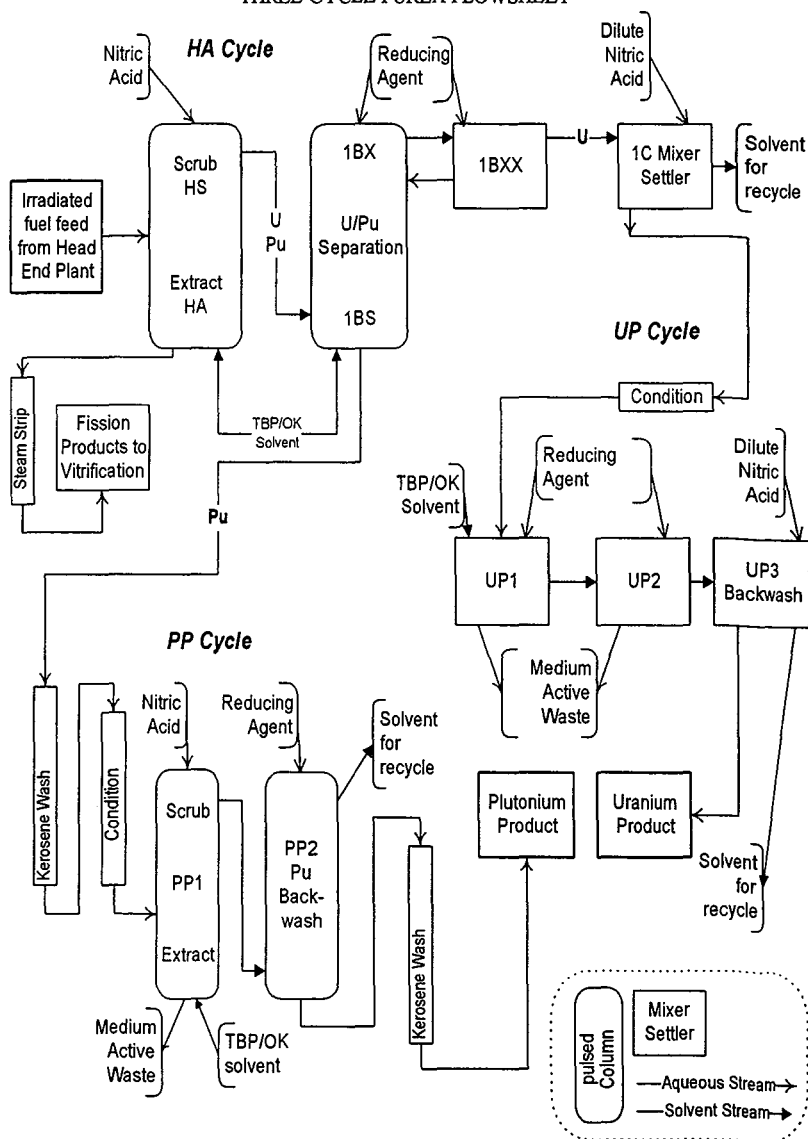 THREE CYCLE PUREX FLOWSHEET
HA Cycle
Nitric
Acid
Reducing
Agent
Dilute
Nitric
Acid
Scrub
HS
Extract
HA
Irradiated
fuel feed
from Head
End Plant
U
Pu
1BX
U/Pu
Separation
1BS
1BXX
U
1C Mixer
Settler
Solvent
for
recycle
UP Cycle
Condition
Steam Strip
Fission
Products to
Vitrification
TBP/OK
Solvent
Pu
TBP/OK
Solvent
Reducing
Agent
Dilute
Nitric
Acid
UP1
UP2
UP3
Backwash
Medium
Active
Waste
PP Cycle
Kerosene Wash
Condition
Nitric
Acid
Reducing
Agent
Solvent
for
recycle
Scrub
PP1
Extract
PP2
Pu
Back-
wash
Kerosene Wash
Plutonium
Product
Uranium
Product
Solvent
for
recycle
Medium
Active
Waste
TBP/OK
solvent
pulsed
Column
Mixer
Settler
Aqueous Stream
Solvent Stream